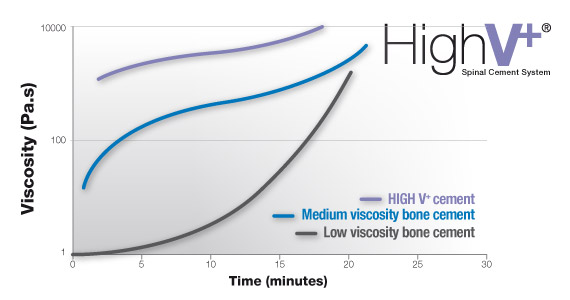 10000
HighV+®
Spinal Cement System
Viscosity (Pa.s)
100
HIGH V+ cement
Medium viscosity bone cement
Low viscosity bone cement
1
0 5 10 15 20 25 30
Time (minutes)